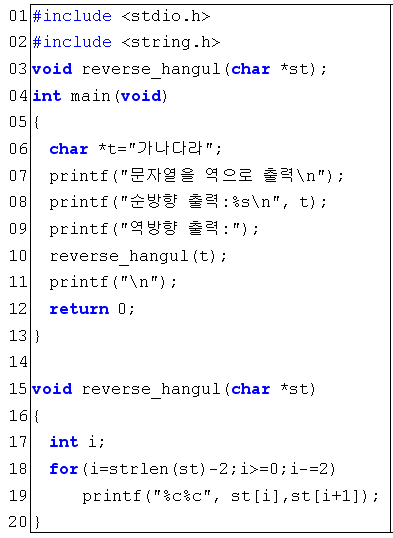 01 #include <stdio.h>
02 #include <string.h>
03 void reverse_hangul(char *st);
04 int main(void)
05 {
06   char *t="가나다라";
07   printf("문자열을 역으로 출력\n");
08   printf("순방향 출력:%s\n", t);
09   printf("역방향 출력:");
10   reverse_hangul(t);
11   printf("\n");
12   return 0;
13 }
14
15 void reverse_hangul(char *st)
16 {
17   int i;
18   for(i=strlen(st)-2;i>=0;i-=2)
19      printf("%c%c", st[i],st[i+1]);
20 }